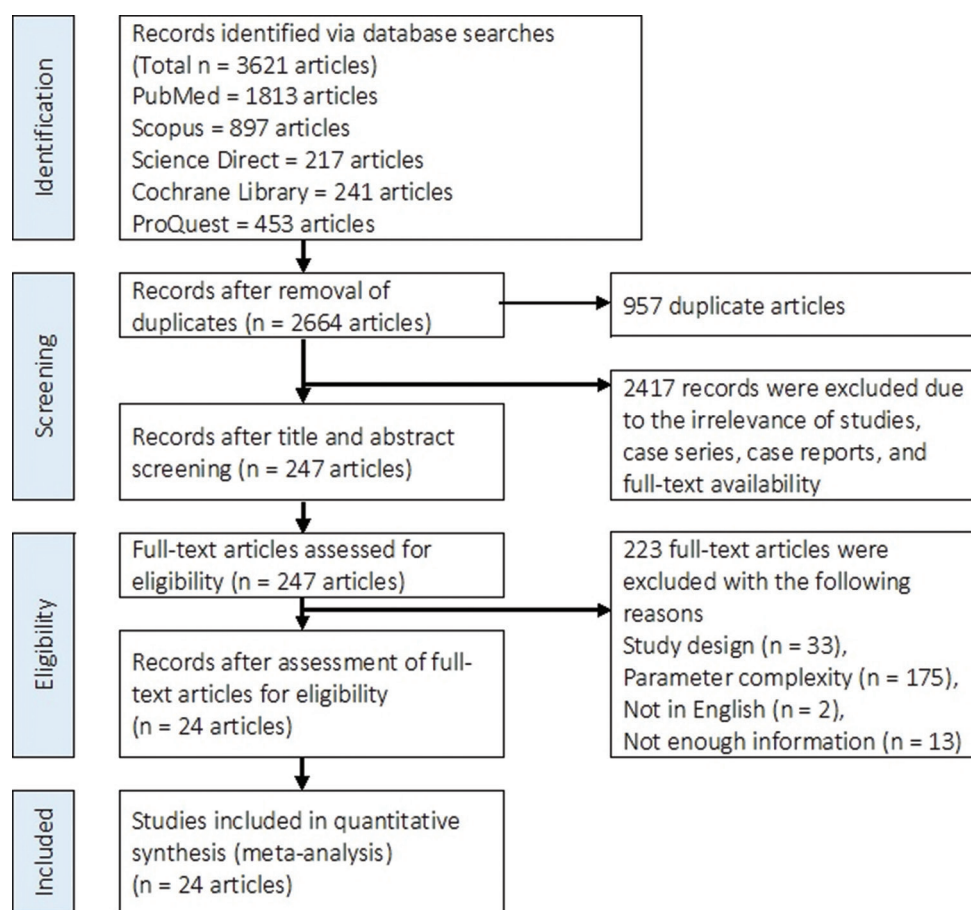 Identification
Records identified via database searches
(Total n = 3621 articles)
PubMed = 1813 articles
Scopus = 897 articles
Science Direct = 217 articles
Cochrane Library = 241 articles
ProQuest = 453 articles
Screening
Records after removal of
duplicates (n = 2664 articles)
957 duplicate articles
2417 records were excluded due
to the irrelevance of studies,
case series, case reports, and
full-text availability
Records after title and abstract
screening (n = 247 articles)
Eligibility
Full-text articles assessed for
eligibility (n = 247 articles)
223 full-text articles were
excluded with the following
reasons
Study design (n = 33),
Parameter complexity (n = 175),
Not in English (n = 2),
Not enough information (n = 13)
Records after assessment of full-
text articles for eligibility
(n = 24 articles)
Included
Studies included in quantitative
synthesis (meta-analysis)
(n = 24 articles)